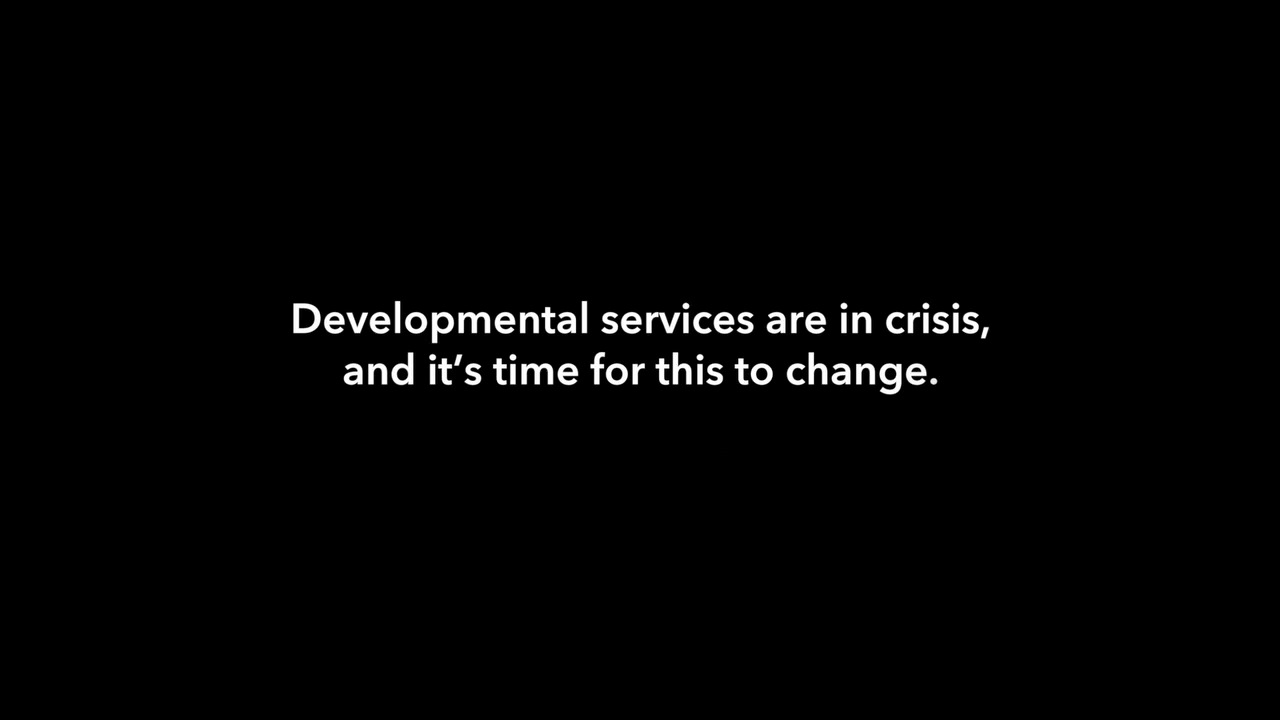 Developmental services are in crisis,
and it’s time for this to change.